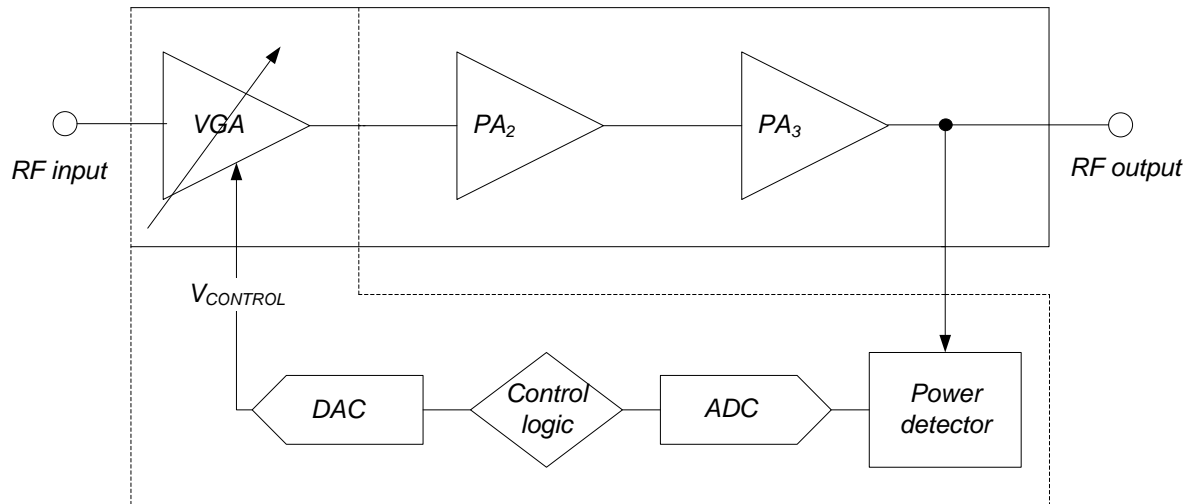 VGA
PA2
PA3
RF input
RF output
VCONTROL
DAC
Control
logic
ADC
Power
detector